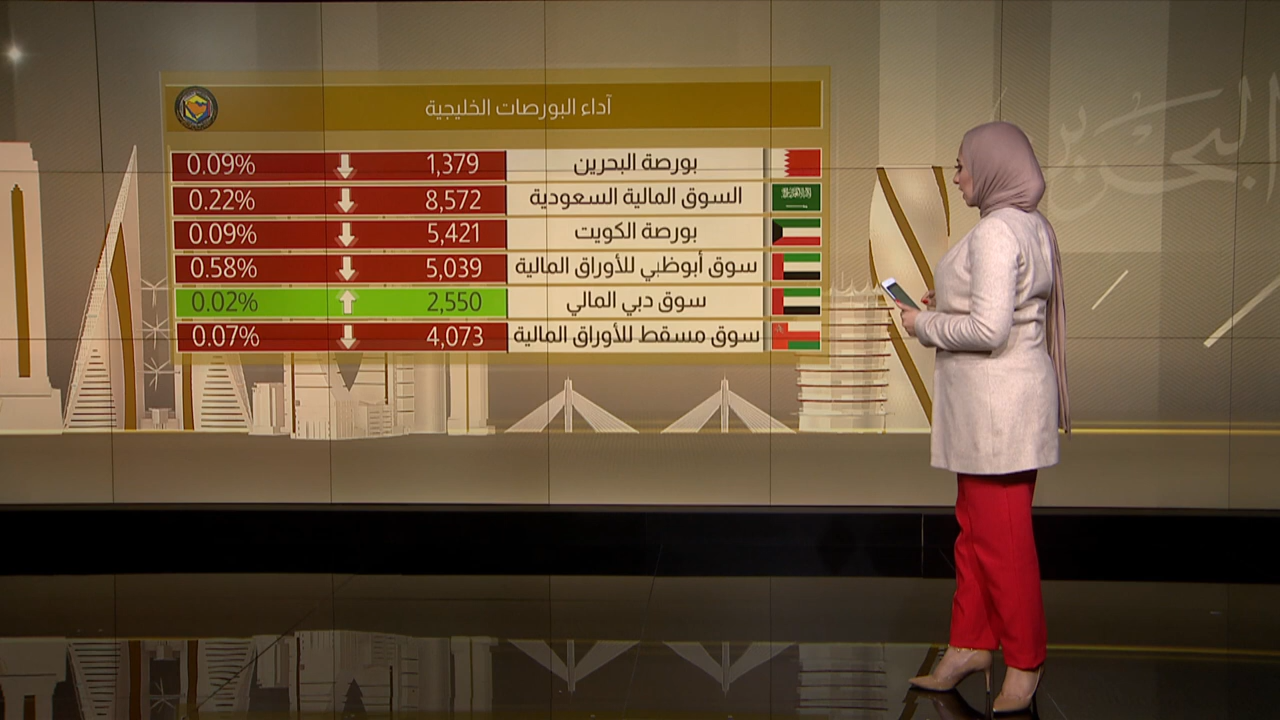 آداء البورصات الخليجية
بورصة البحرين 1,379 0.09%
السوق المالية السعودية 8,572 0.22%
بورصة الكويت 5,421 0.09%
سوق أبوظبي للأوراق المالية 5,039 0.58%
سوق دبي المالي 2,550 0.02%
سوق مسقط للأوراق المالية 4,073 0.07%
البحرين